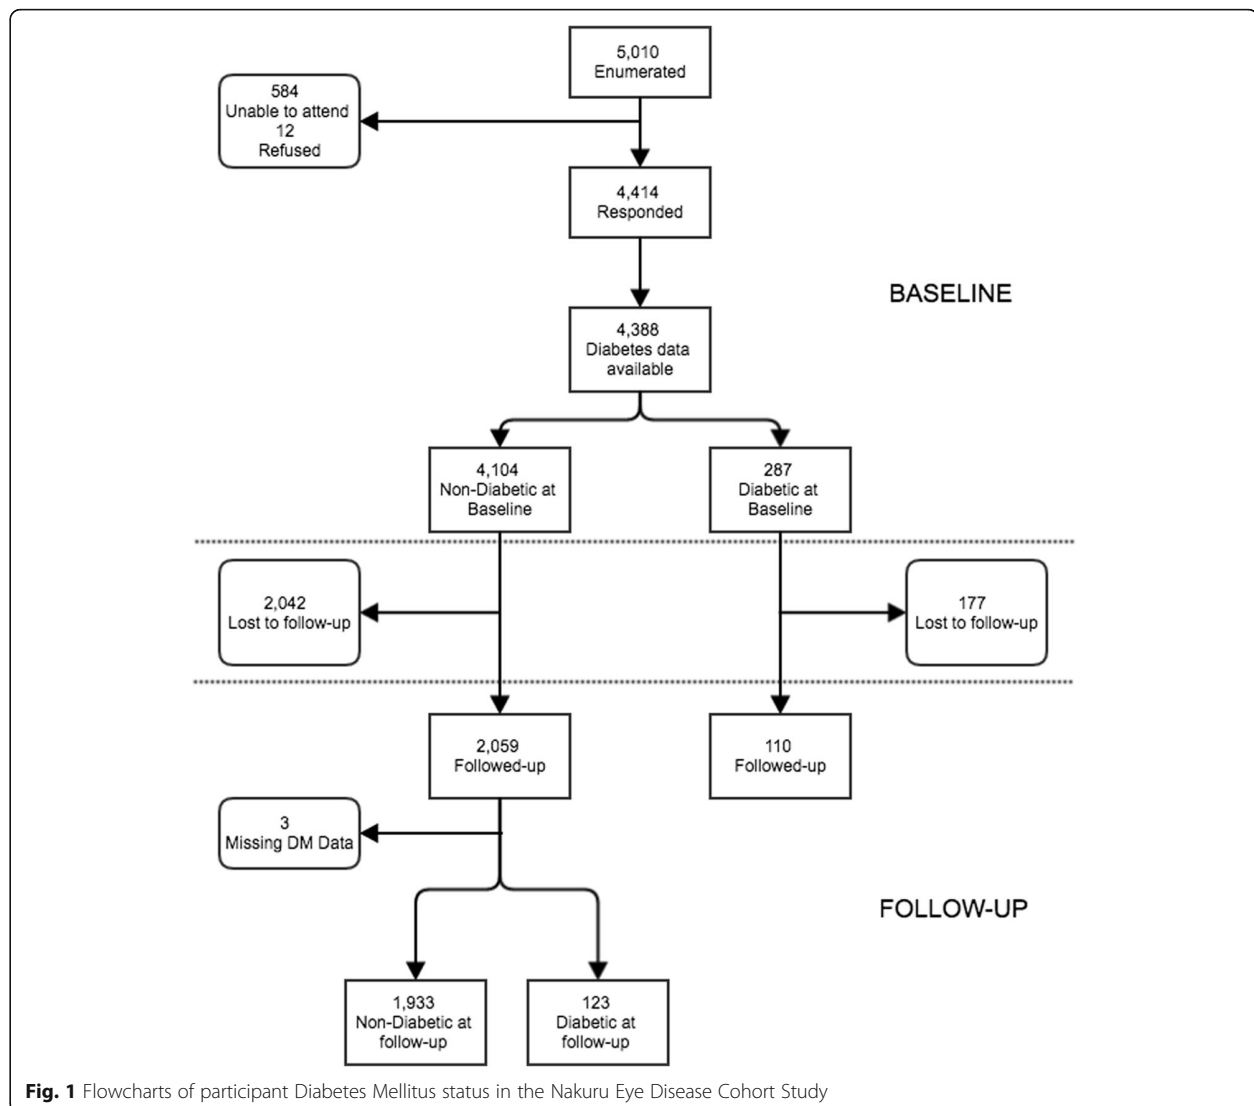 5,010
Enumerated
584
Unable to attend
12
Refused
4,414
Responded
BASELINE
4,388
Diabetes data
available
4,104
Non-Diabetic at
Baseline
287
Diabetic at
Baseline
2,042
Lost to follow-up
177
Lost to follow-up
2,059
Followed-up
110
Followed-up
3
Missing DM Data
FOLLOW-UP
1,933
Non-Diabetic at
follow-up
123
Diabetic at
follow-up
Fig. 1 Flowcharts of participant Diabetes Mellitus status in the Nakuru Eye Disease Cohort Study